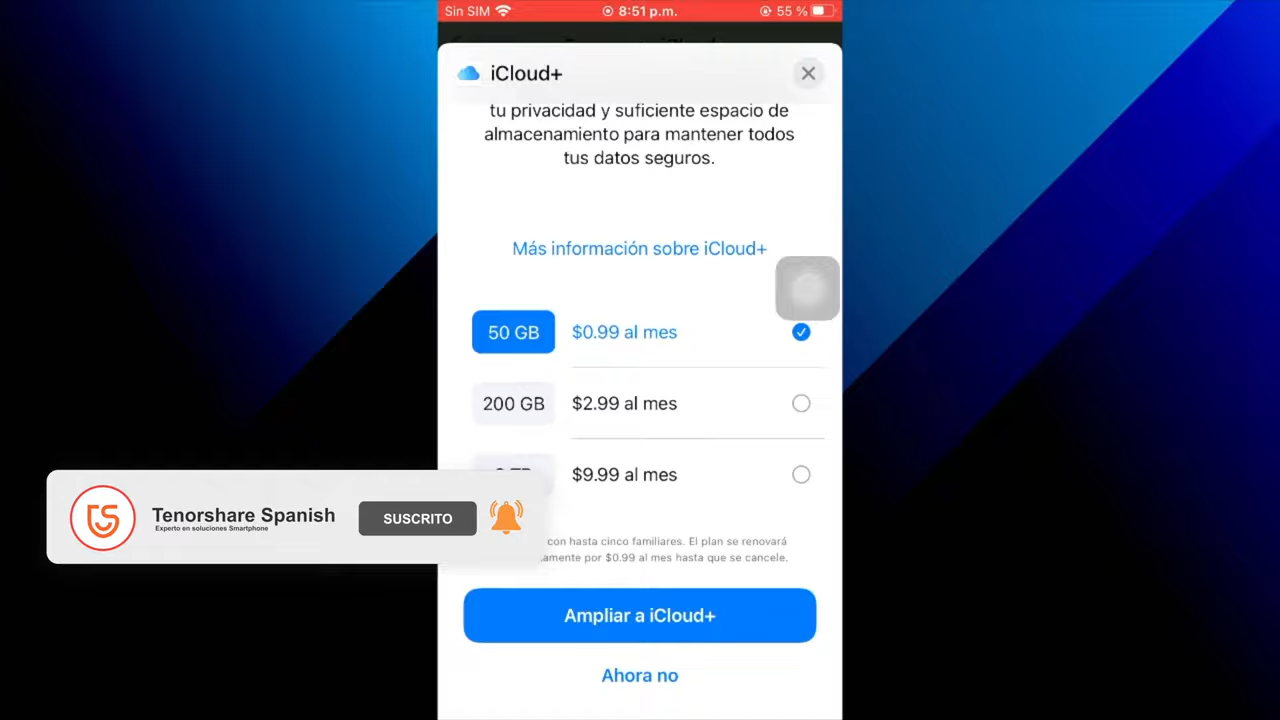 Sin SIM 8:51 p.m. 55 %
iCloud+
tu privacidad y suficiente espacio de
almacenamiento para mantener todos
tus datos seguros.
Más información sobre iCloud+
50 GB $0.99 al mes
200 GB $2.99 al mes
$9.99 al mes
Tenorshare Spanish
Experto en soluciones Smartphone
SUSCRITO
con hasta cinco familiares. El plan se renovará
por $0.99 al mes hasta que se cancele.
Ampliar a iCloud+
Ahora no